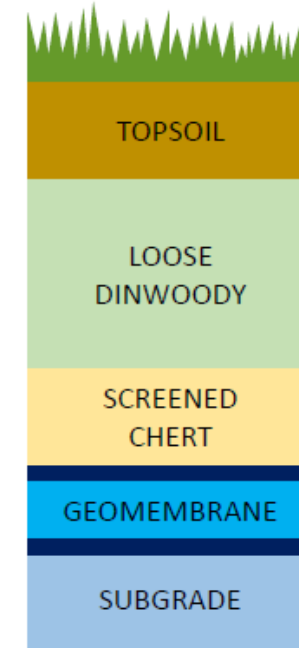 TOPSOIL
LOOSE
DINWOODY
SCREENED
CHERT
GEOMEMBRANE
SUBGRADE